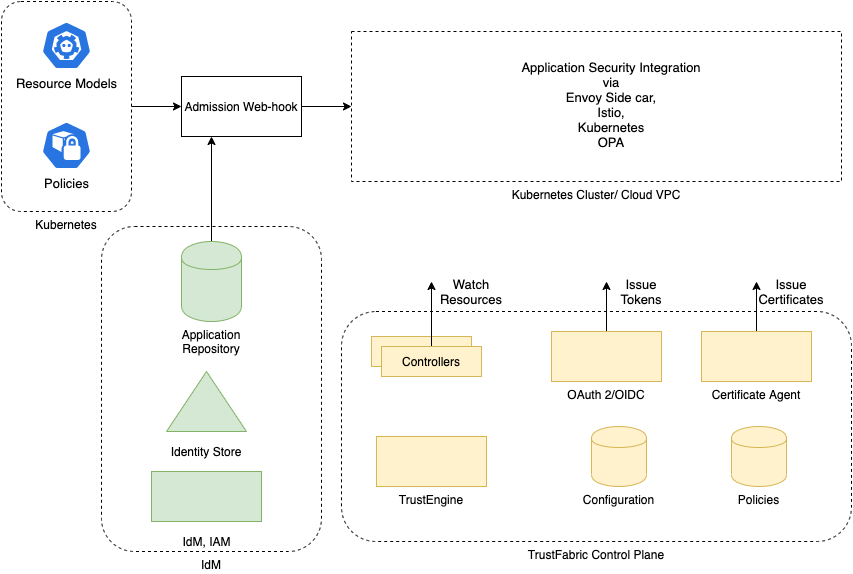 Resource Models
Policies
Kubernetes
Admission Web-hook
Application Security Integration
via
Envoy Side car,
Istio,
Kubernetes
OPA
Kubernetes Cluster/ Cloud VPC
Application
Repository
Identity Store
IdM, IAM
IdM
Watch
Resources
Issue
Tokens
Issue
Certificates
Controllers
OAuth 2/OIDC
Certificate Agent
TrustEngine
Configuration
Policies
TrustFabric Control Plane